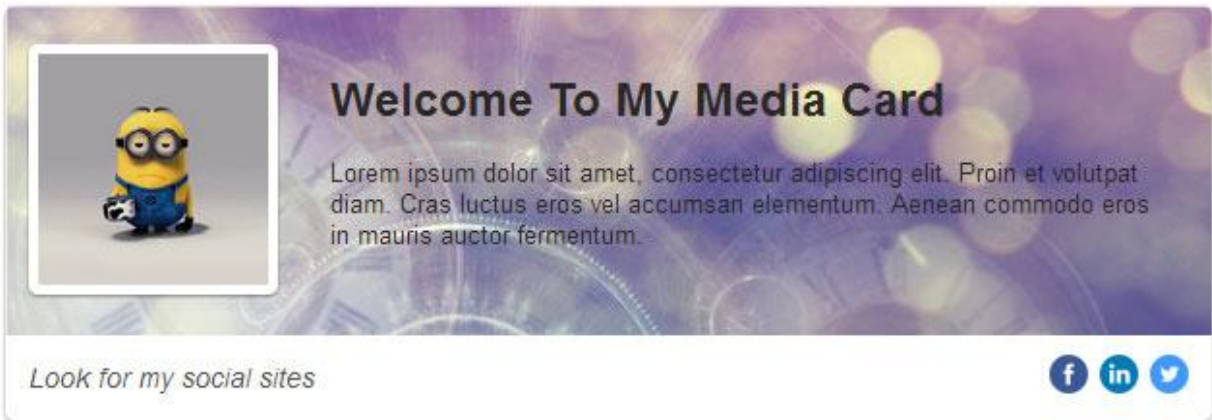 Welcome To My Media Card
Lorem ipsum dolor sit amet, consectetur adipiscing elit. Proin et volutpat
diam. Cras luctus eros vel accumsan elementum. Aenean commodo eros
in mauris auctor fermentum.
Look for my social sites
f in